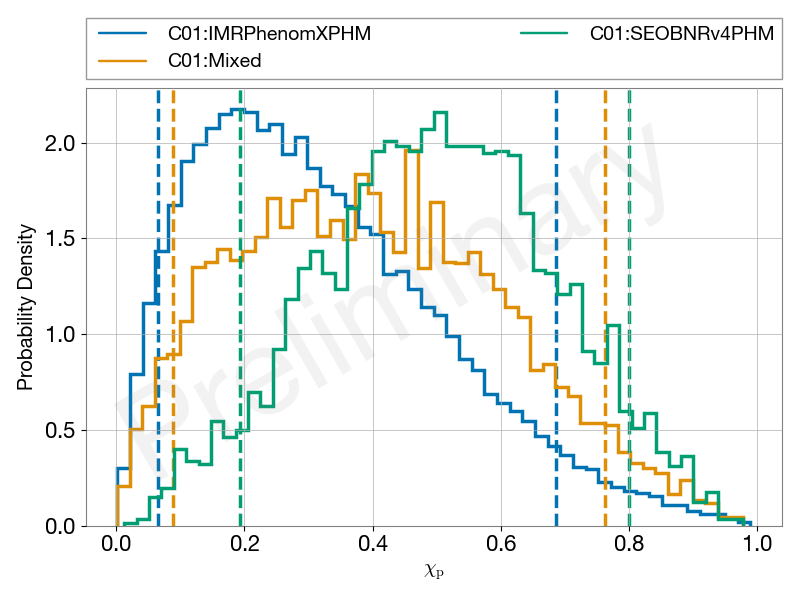 C01:IMRPhenomXPHM
C01:Mixed
C01:SEOBNRv4PHM
Preliminary
Probability Density
2.0
1.5
1.0
0.5
0.0
0.0 0.2 0.4 0.6 0.8 1.0
χp